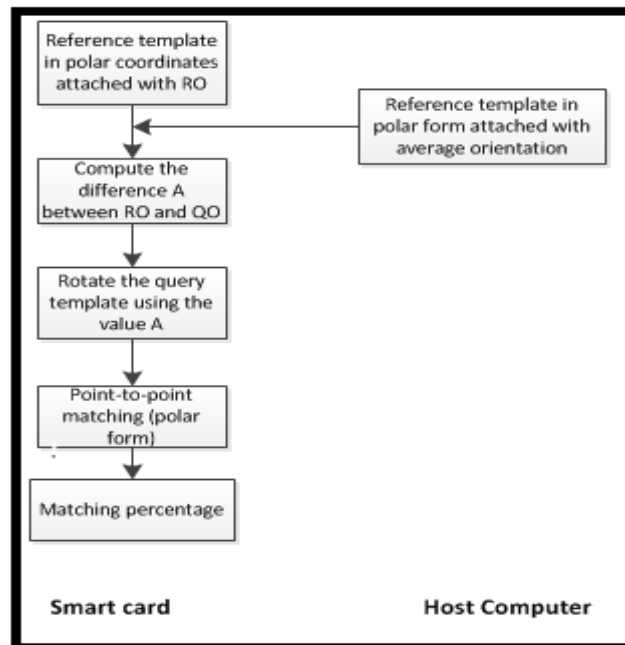 Reference template
in polar coordinates
attached with RO
Reference template in
polar form attached with
average orientation
Compute the
difference A
between RO and QO
Rotate the query
template using the
value A
Point-to-point
matching (polar
form)
Matching percentage
Smart card
Host Computer